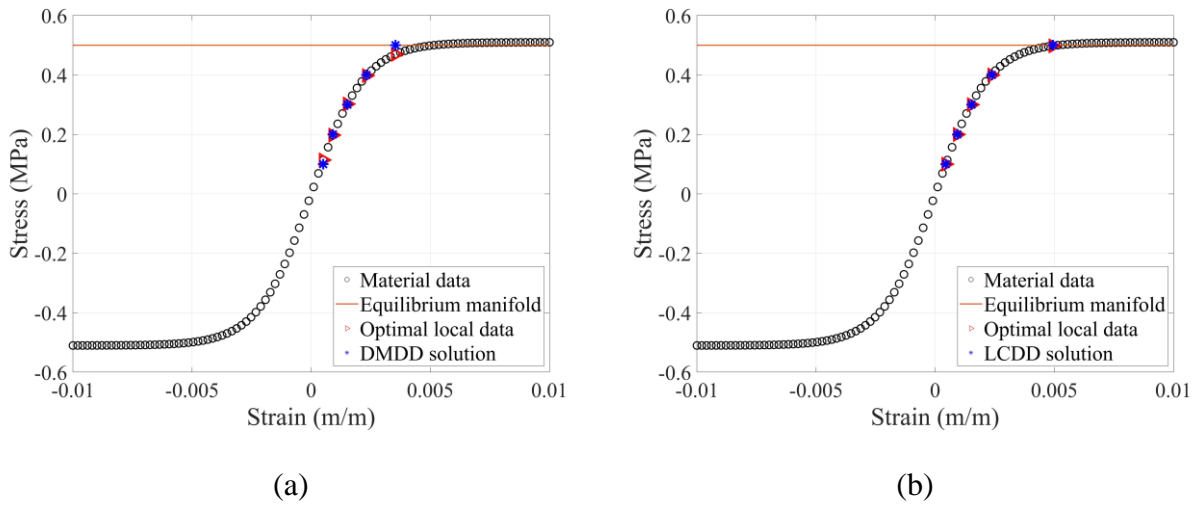 0.6
0.4
0.2
0
-0.2
-0.4
-0.6
Stress (MPa)
Material data
Equilibrium manifold
Optimal local data
DMDD solution
-0.01
-0.005
0
0.005
0.01
Strain (m/m)
(a)
0.6
0.4
0.2
0
-0.2
-0.4
-0.6
Stress (MPa)
Material data
Equilibrium manifold
Optimal local data
LCDD solution
-0.01
-0.005
0
0.005
0.01
Strain (m/m)
(b)